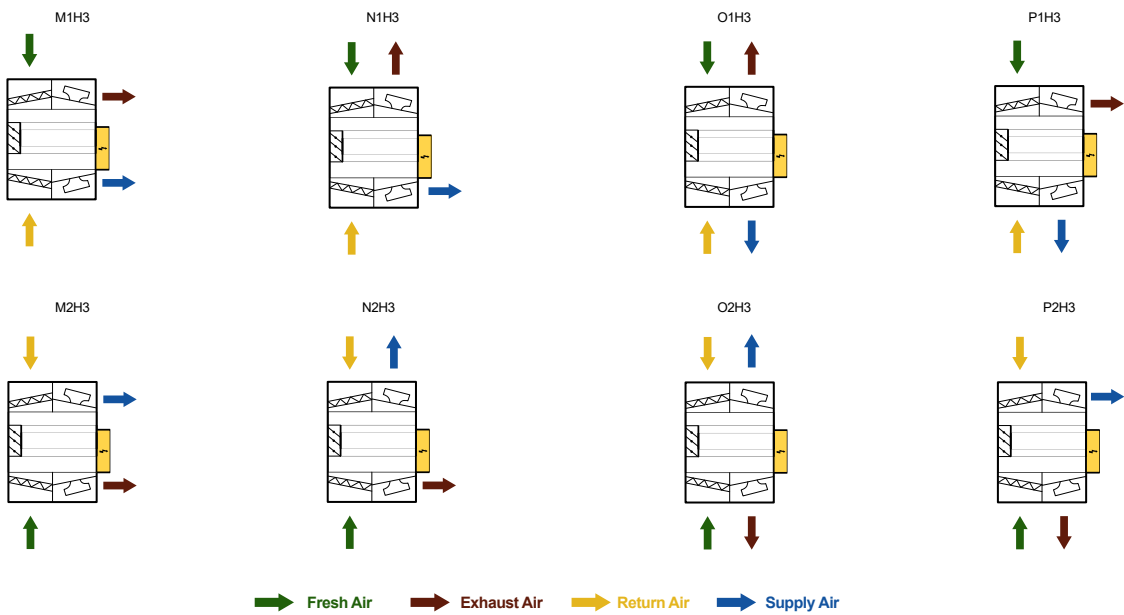 M1H3
N1H3
O1H3
P1H3
M2H3
N2H3
O2H3
P2H3
Fresh Air
Exhaust Air
Return Air
Supply Air